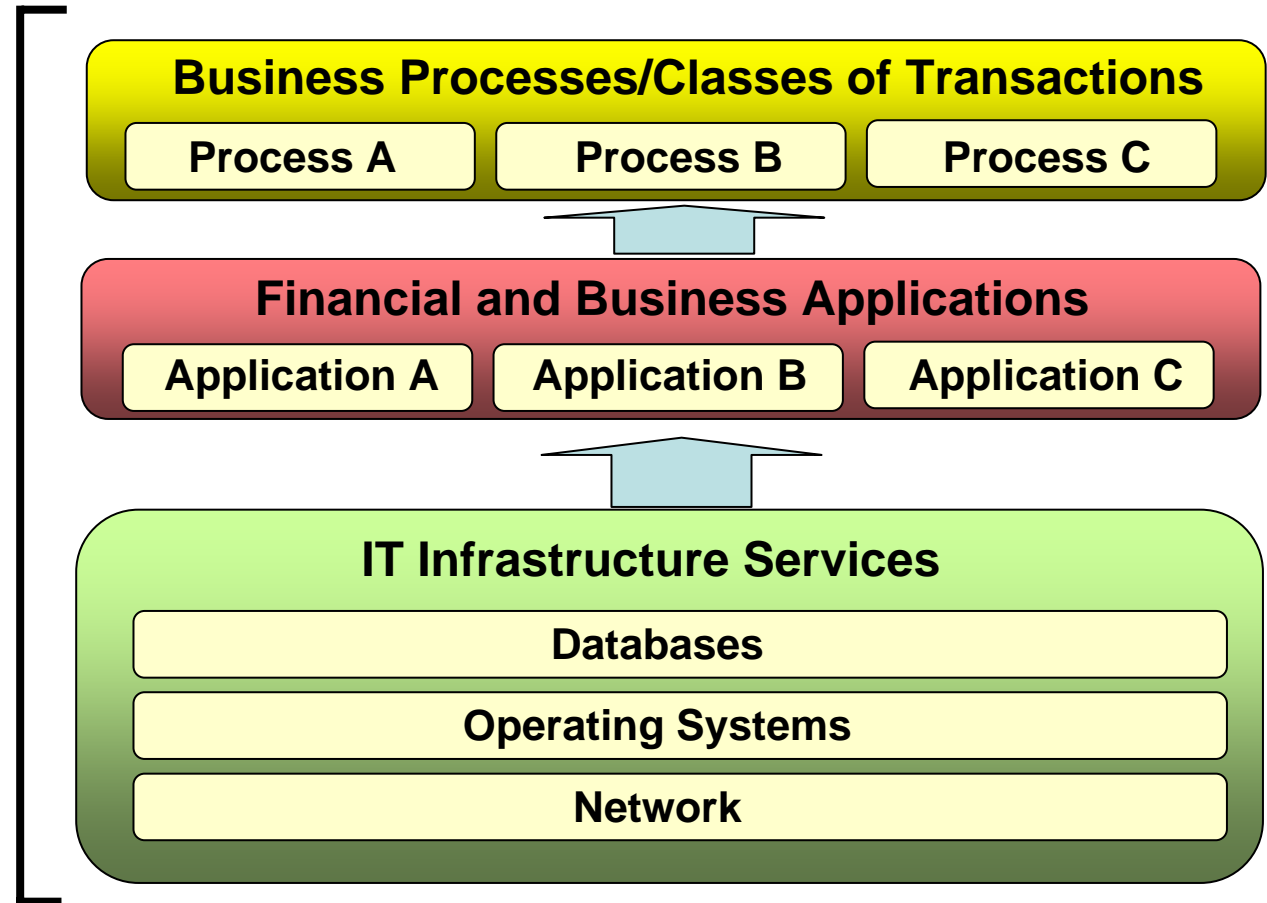 Business Processes/Classes of Transactions
Process A
Process B
Process C
Financial and Business Applications
Application A
Application B
Application C
IT Infrastructure Services
Databases
Operating Systems
Network